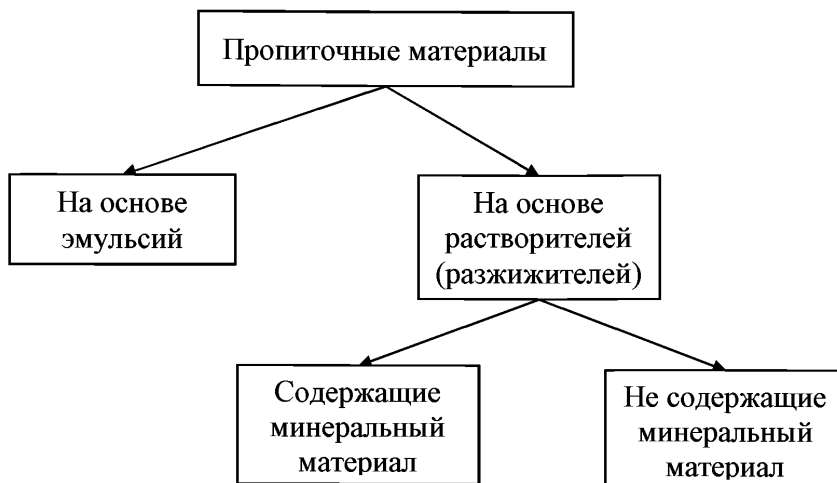 Пропиточные материалы
На основе
эмульсий
На основе
растворителей
(разжижителей)
Содержащие
минеральный
материал
Не содержащие
минеральный
материал